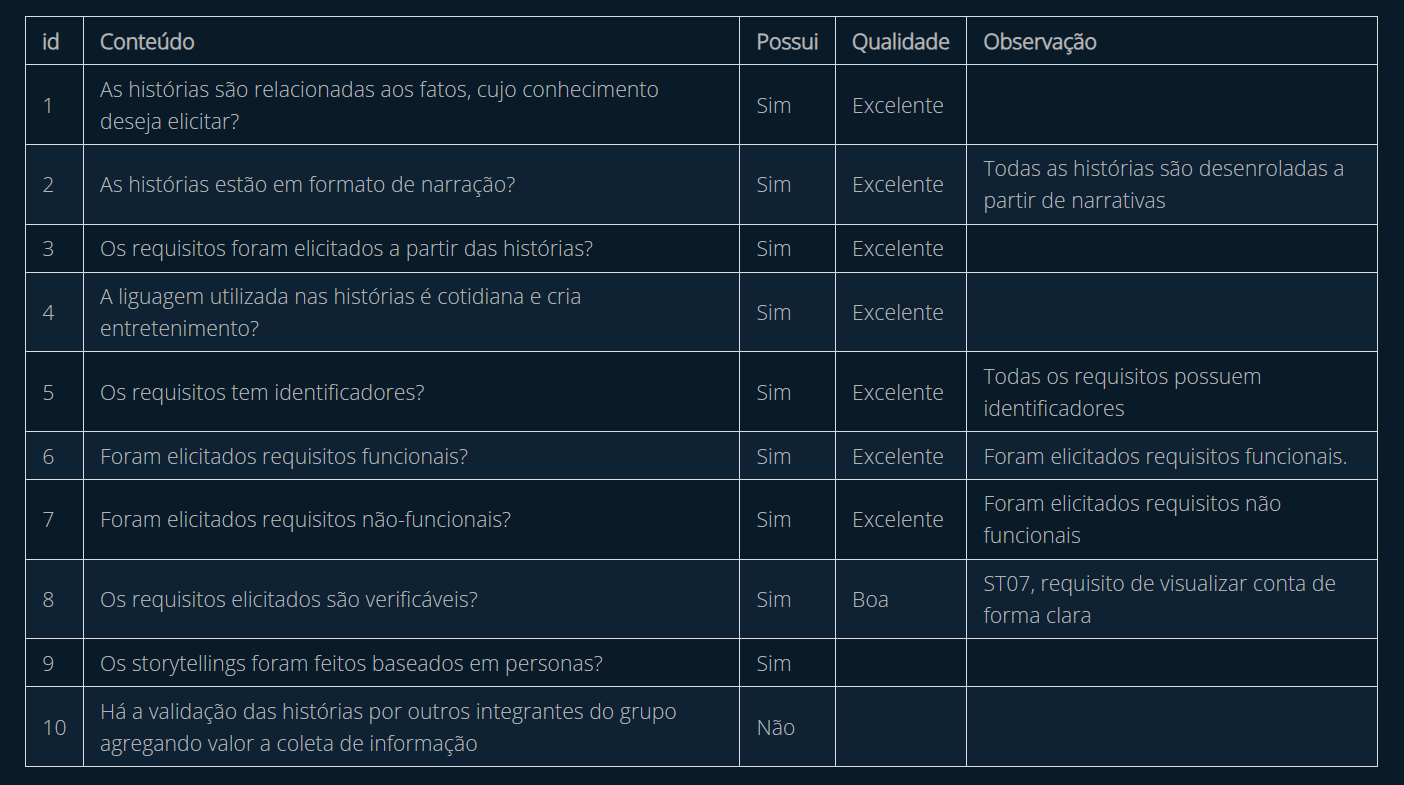 id Conteúdo Possui Qualidade Observação
1 As histórias são relacionadas aos fatos, cujo conhecimento
deseja elicitar? Sim Excelente
2 As histórias estão em formato de narração? Sim Excelente Todas as histórias são desenroladas a
partir de narrativas
3 Os requisitos foram elicitados a partir das histórias? Sim Excelente
4 A liguagem utilizada nas histórias é cotidiana e cria
entretenimento? Sim Excelente
5 Os requisitos tem identificadores? Sim Excelente Todas os requisitos possuem
identificadores
6 Foram elicitados requisitos funcionais? Sim Excelente Foram elicitados requisitos funcionais.
7 Foram elicitados requisitos não-funcionais? Sim Excelente Foram elicitados requisitos não
funcionais
8 Os requisitos elicitados são verificáveis? Sim Boa ST07, requisito de visualizar conta de
forma clara
9 Os storytellings foram feitos baseados em personas? Sim
10 Há a validação das histórias por outros integrantes do grupo
agregando valor a coleta de informação Não